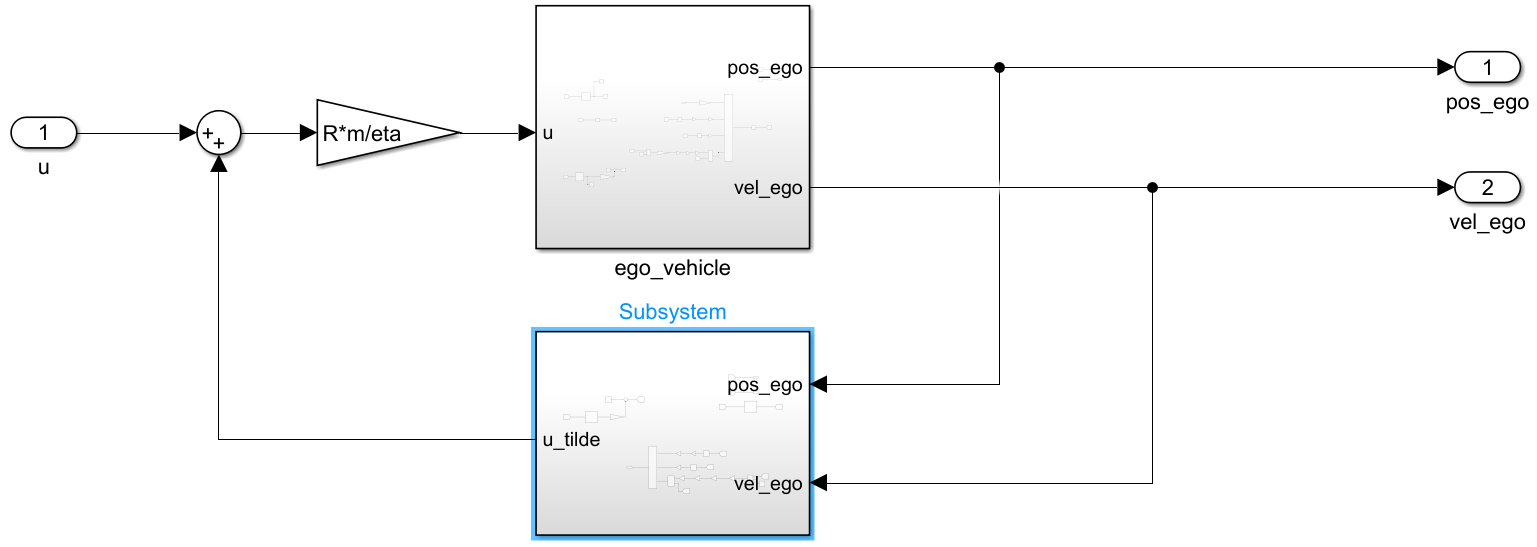 1
u
+
+
R*m/eta
u
pos_ego
vel_ego
ego_vehicle
1
pos_ego
2
vel_ego
Subsystem
pos_ego
u_tilde
vel_ego